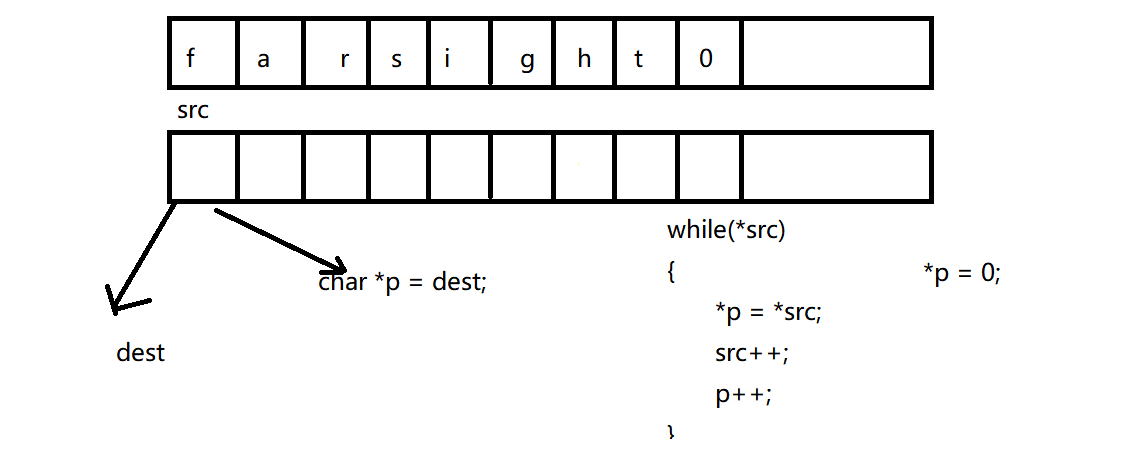 f a r s i g h t 0
src
while(*src)
{ *p = 0;
char *p = dest;
*p = *src;
dest src++;
p++;
}